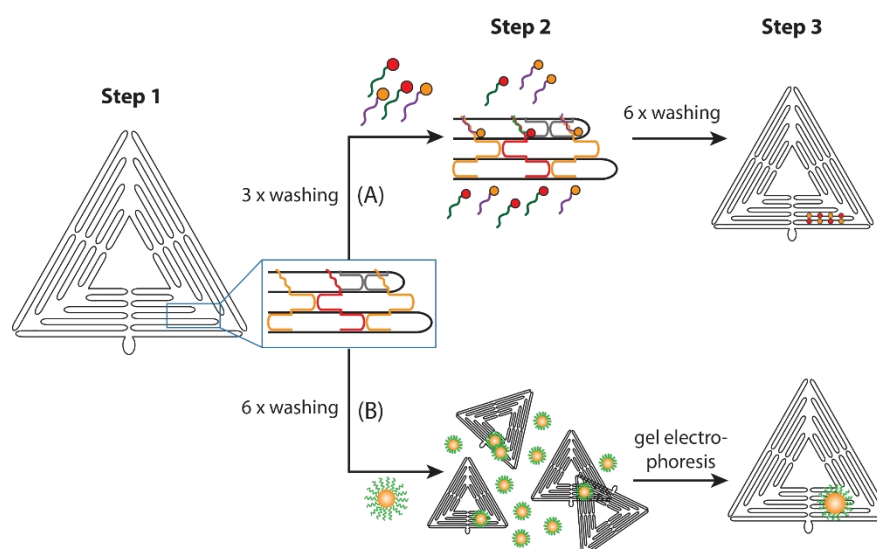 Step 1
Step 2
Step 3
3 x washing
(A)
6 x washing
6 x washing
(B)
gel electro-
phoresis